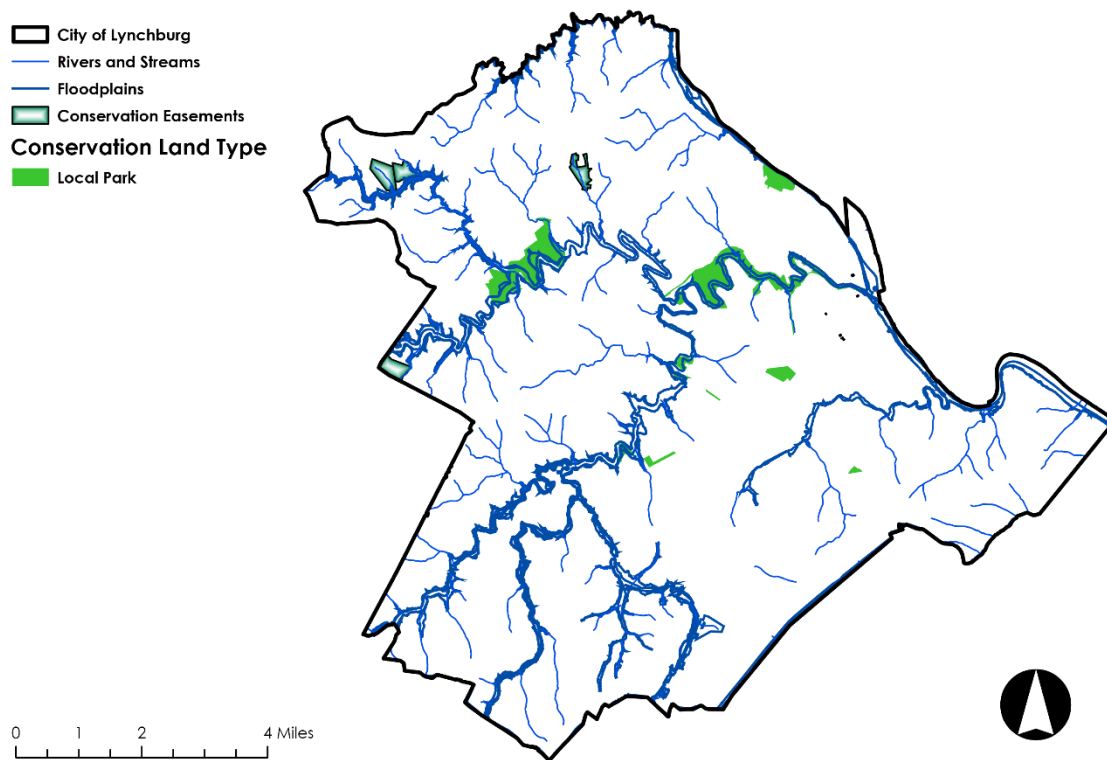 City of Lynchburg
Rivers and Streams
Floodplains
Conservation Easements
Conservation Land Type
Local Park
0 1 2 4 Miles